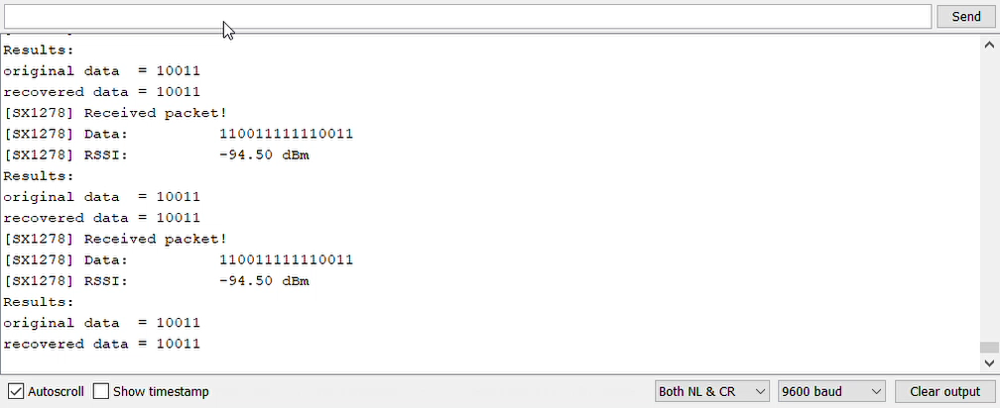 Send
Results:
original data  = 10011
recovered data = 10011
[SX1278] Received packet!
[SX1278] Data:           110011111110011
[SX1278] RSSI:           -94.50 dBm
Results:
original data  = 10011
recovered data = 10011
[SX1278] Received packet!
[SX1278] Data:           110011111110011
[SX1278] RSSI:           -94.50 dBm
Results:
original data  = 10011
recovered data = 10011
Autoscroll Show timestamp Both NL & CR 9600 baud Clear output